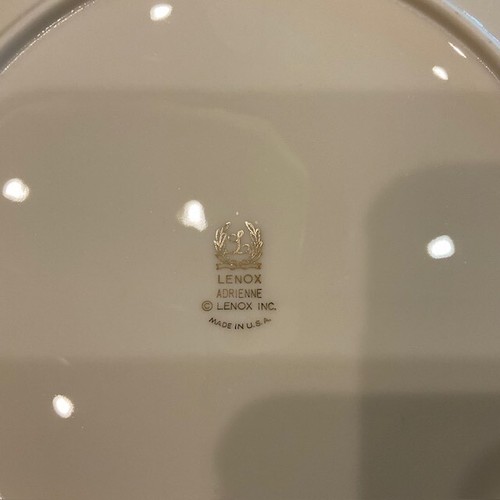 L
LENOX
ADRIENNE
© LENOX INC.
MADE IN U.S.A.